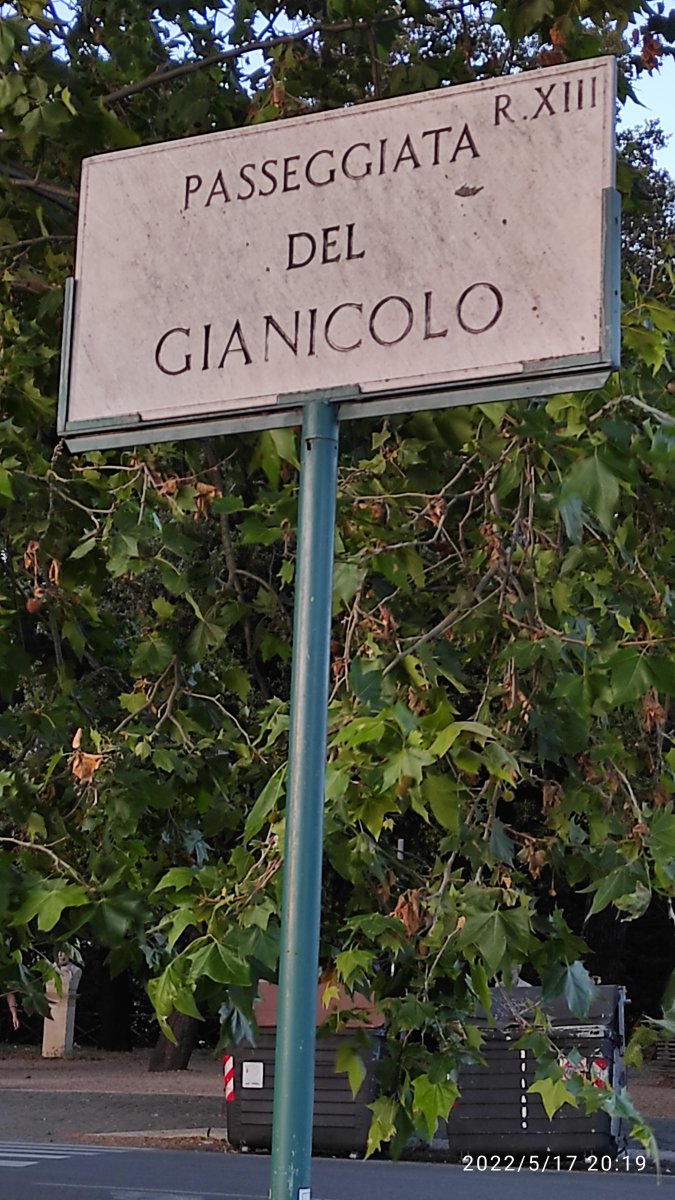 R.XIII
PASSEGGIATA
DEL
GIANICOLO
2022/5/17 20:19